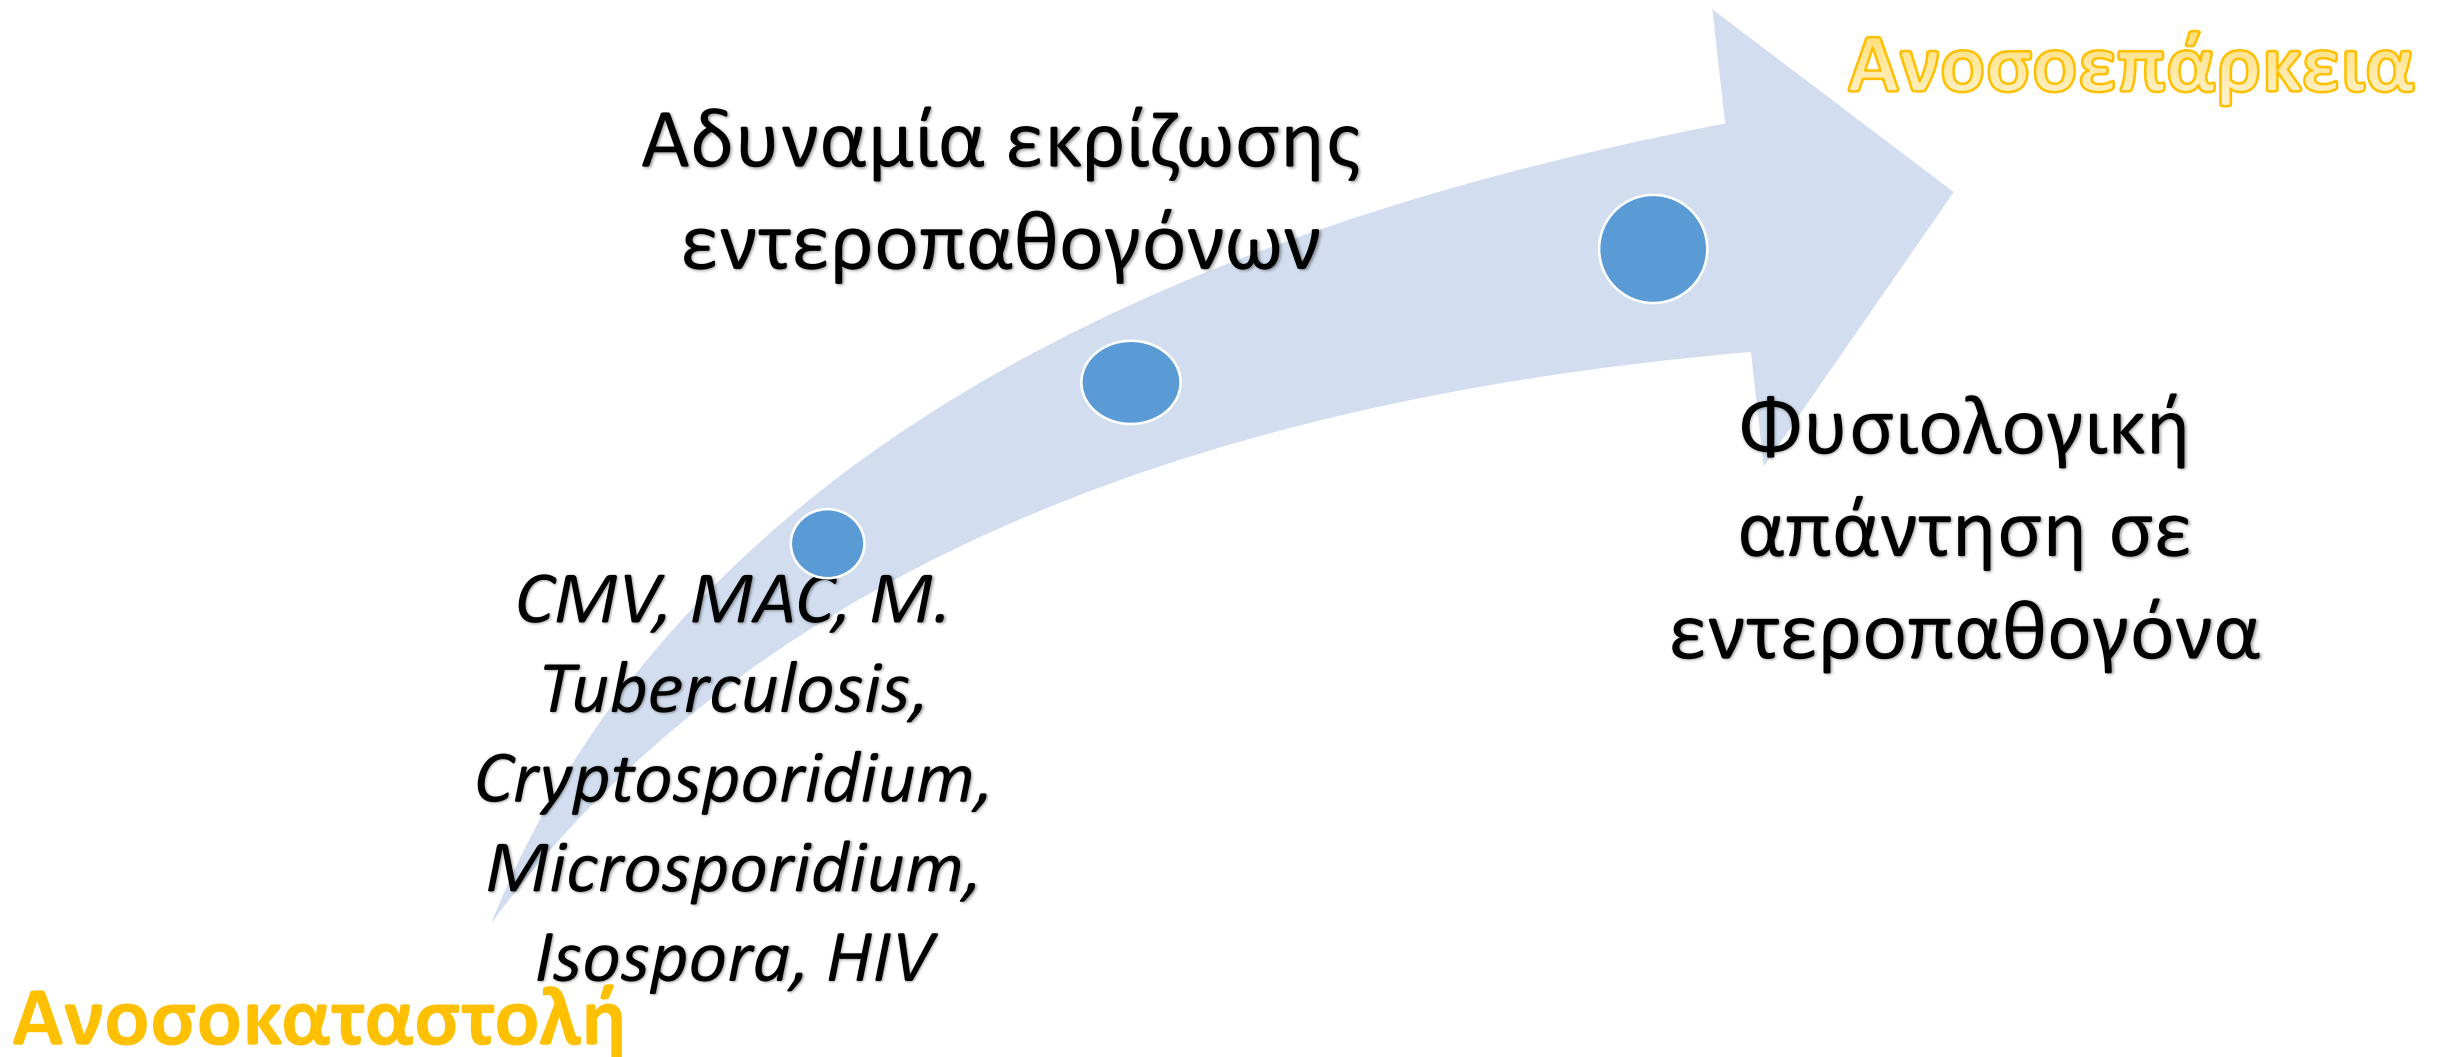 Ανοσοεπάρκεια
Αδυναμία εκρίζωσης
εντεροπαθογόνων
Φυσιολογική
απάντηση σε
εντεροπαθογόνα
CMV, MAC, M.
Tuberculosis,
Cryptosporidium,
Microsporidium,
Isospora, HIV
Ανοσοκαταστολή